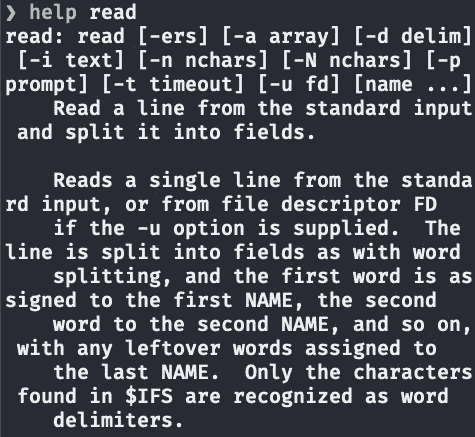 ❯ help read
read: read [-ers] [-a array] [-d delim]
 [-i text] [-n nchars] [-N nchars] [-p
prompt] [-t timeout] [-u fd] [name ...]
    Read a line from the standard input
 and split it into fields.

    Reads a single line from the standa
rd input, or from file descriptor FD
    if the -u option is supplied.  The
line is split into fields as with word
    splitting, and the first word is as
signed to the first NAME, the second
    word to the second NAME, and so on,
 with any leftover words assigned to
    the last NAME.  Only the characters
 found in $IFS are recognized as word
    delimiters.